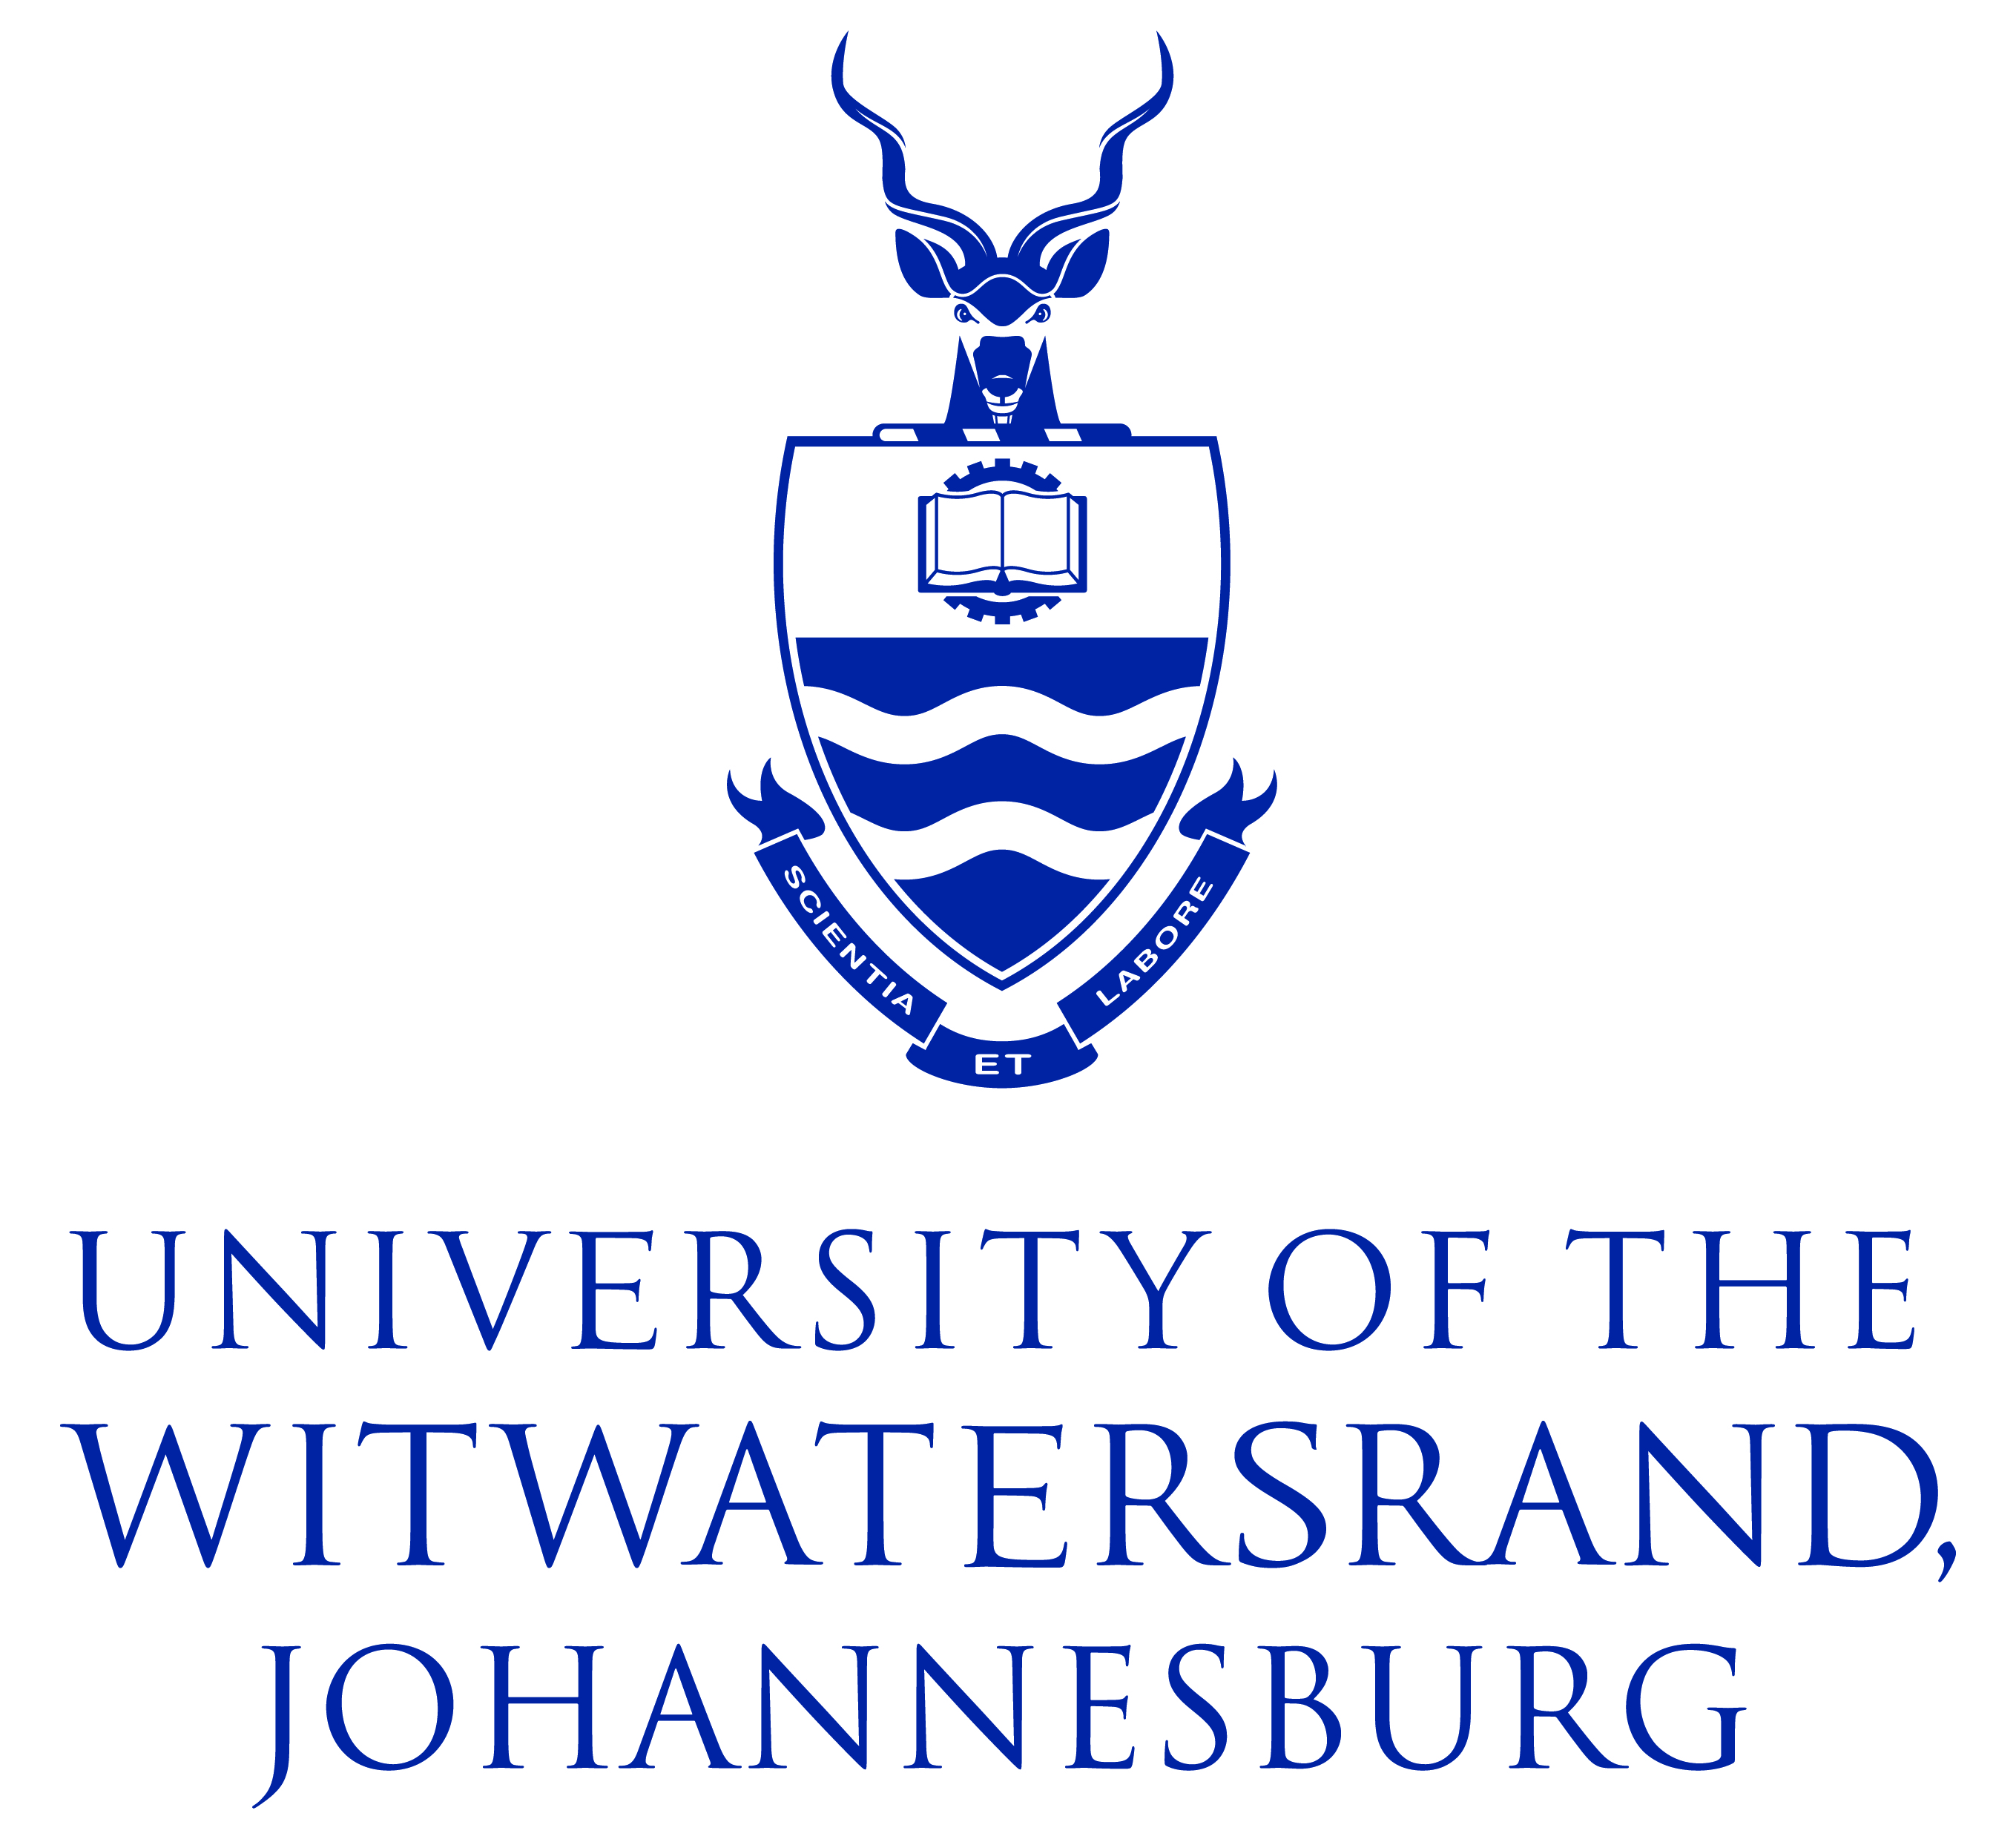 SCIENTIA
ET
LABORE
UNIVERSITY OF THE
WITWATERSRAND,
JOHANNESBURG